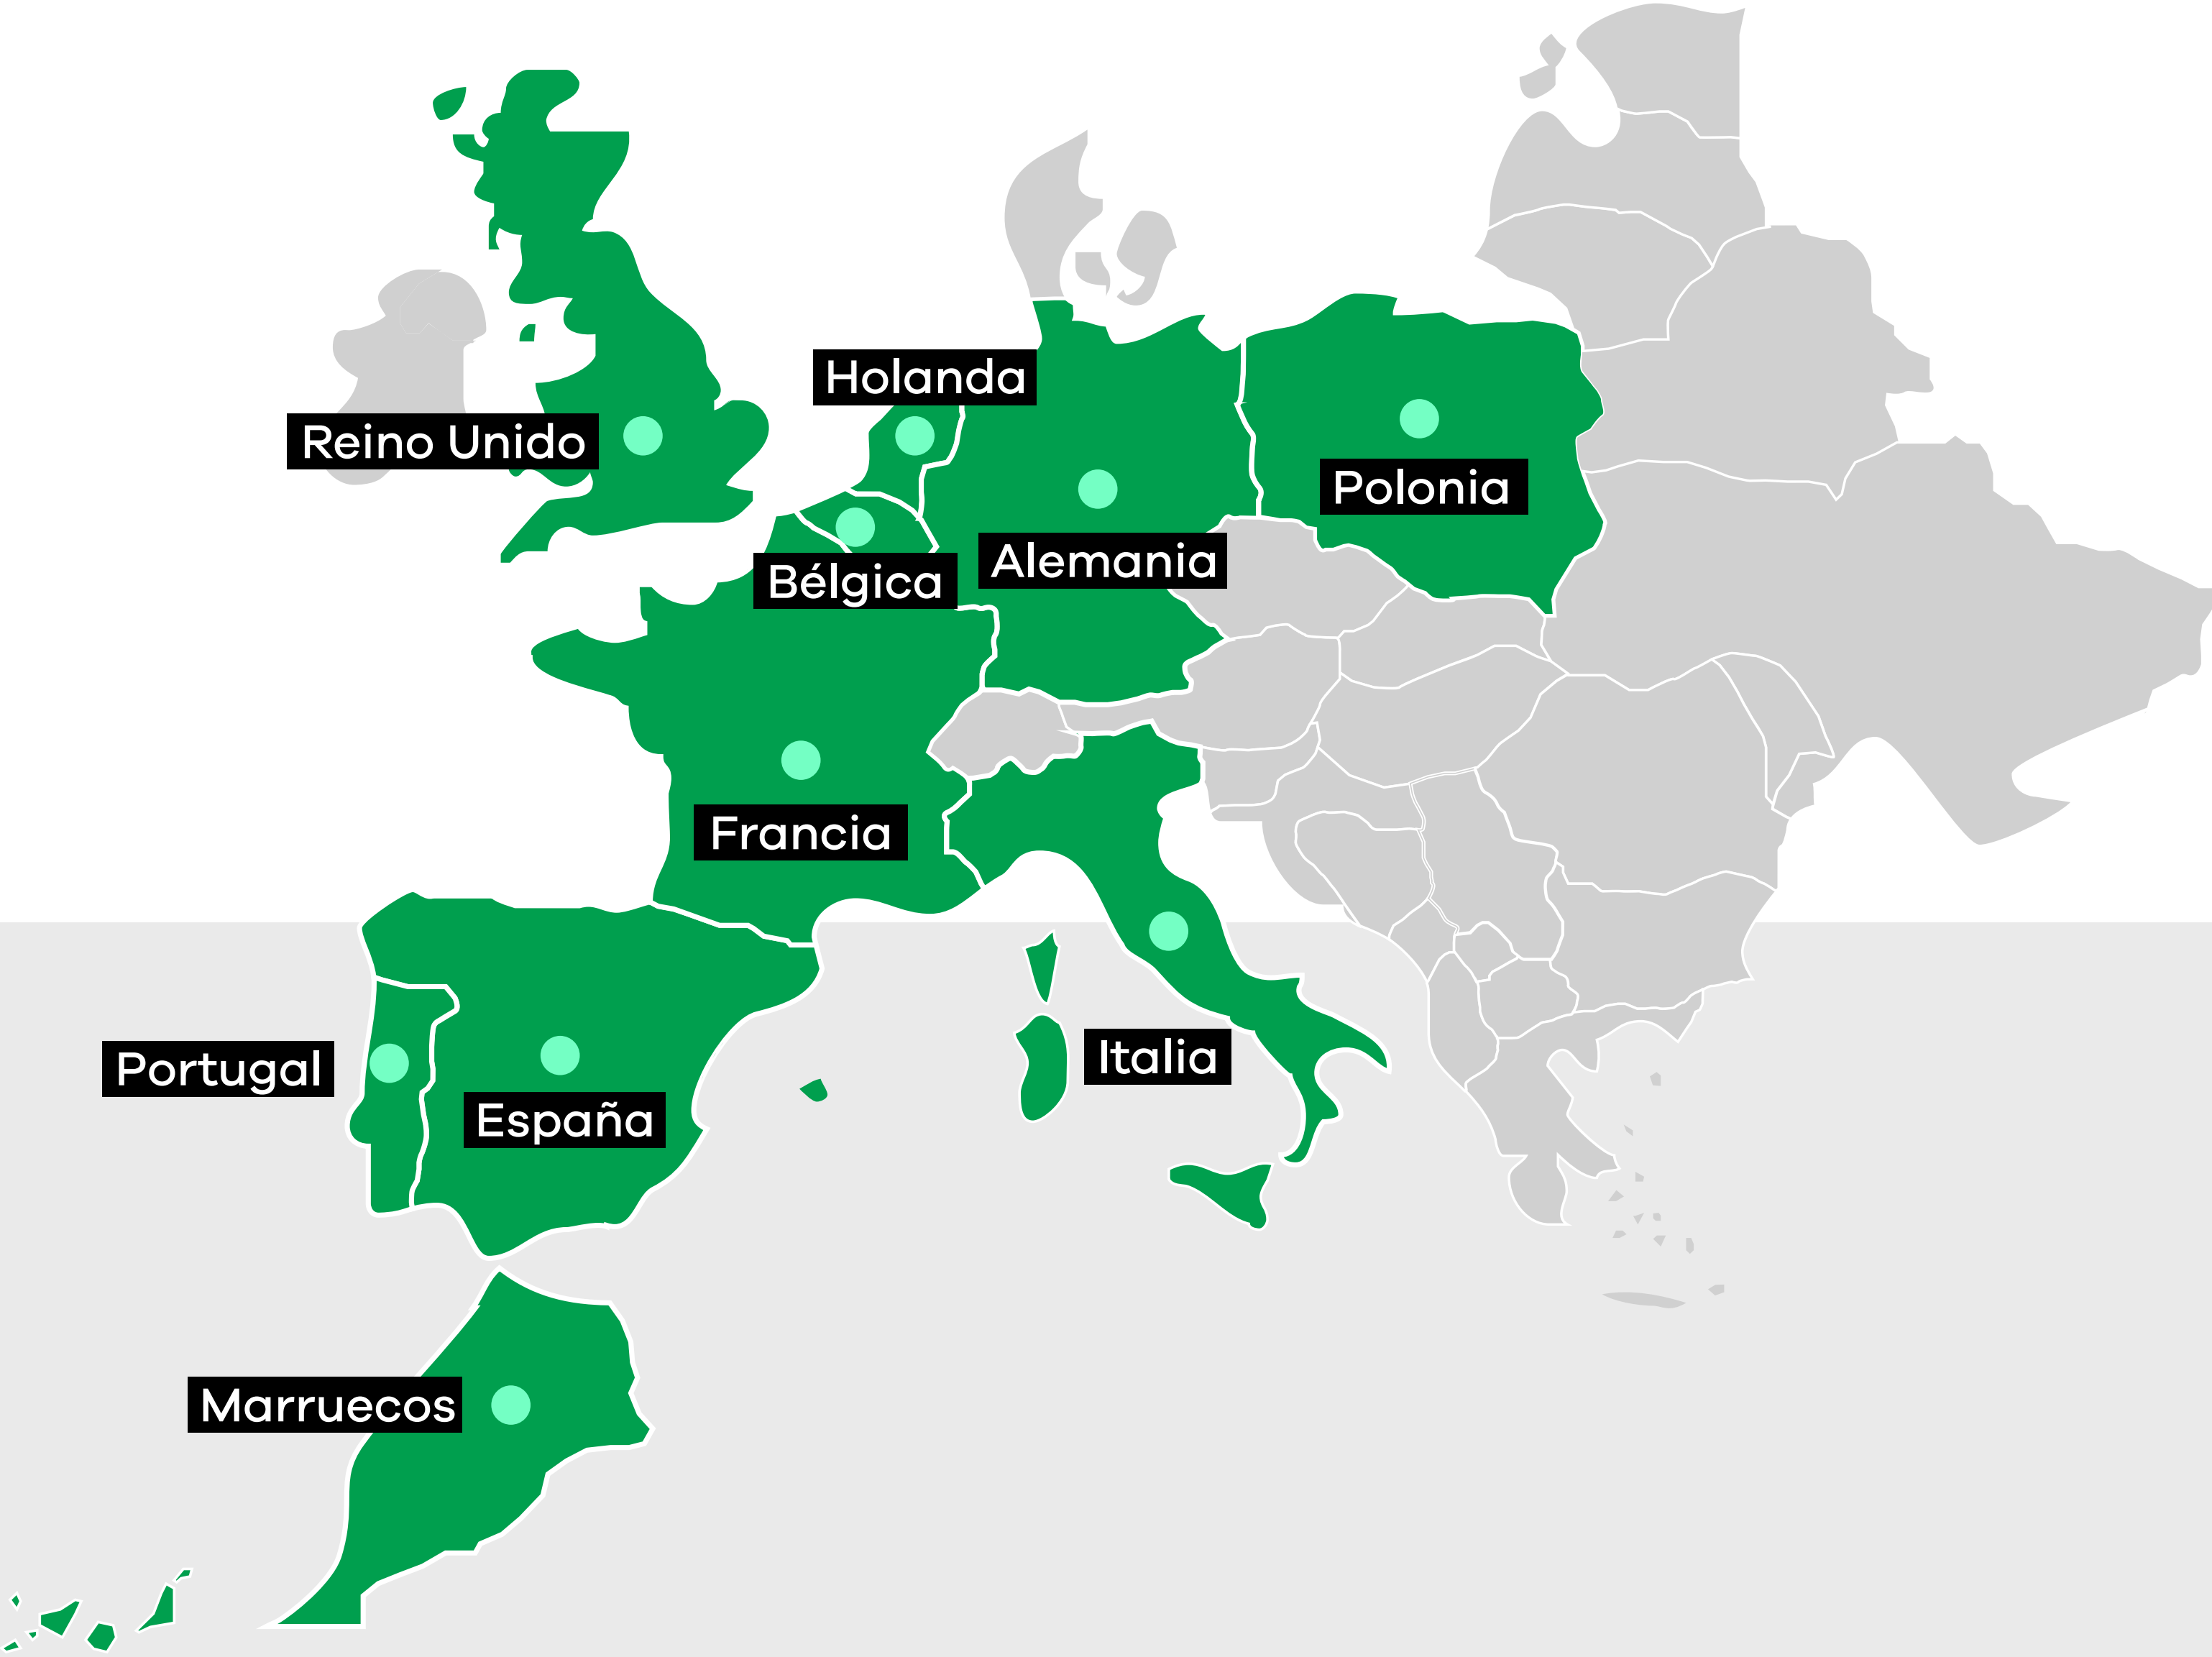 Holanda
Reino Unido
Polonia
Alemania
Bélgica
Francia
Italia
Portugal
España
Marruecos